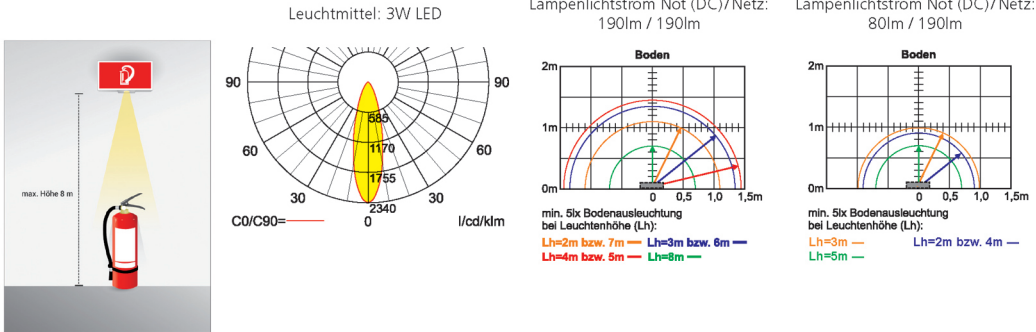 Leuchtmittel: 3W LED
max. Höhe 8 m
90
90
60
60
30
30
0
585
1170
1755
2340
C0/C90=
l/cd/klm
Lampenlichtstrom Not (DC)/Netz:
190lm / 190lm
Boden
2m
1m
0m
0
0,5
1,0
1,5m
min. 5lx Bodenausleuchtung
bei Leuchtenhöhe (Lh):
Lh=2m bzw. 7m
Lh=3m bzw. 6m
Lh=4m bzw. 5m
Lh=8m
Lampenlichtstrom Not (DC)/Netz:
80lm / 190lm
Boden
2m
1m
0m
0
0,5
1,0
1,5m
min. 5lx Bodenausleuchtung
bei Leuchtenhöhe (Lh):
Lh=3m
Lh=2m bzw. 4m
Lh=5m